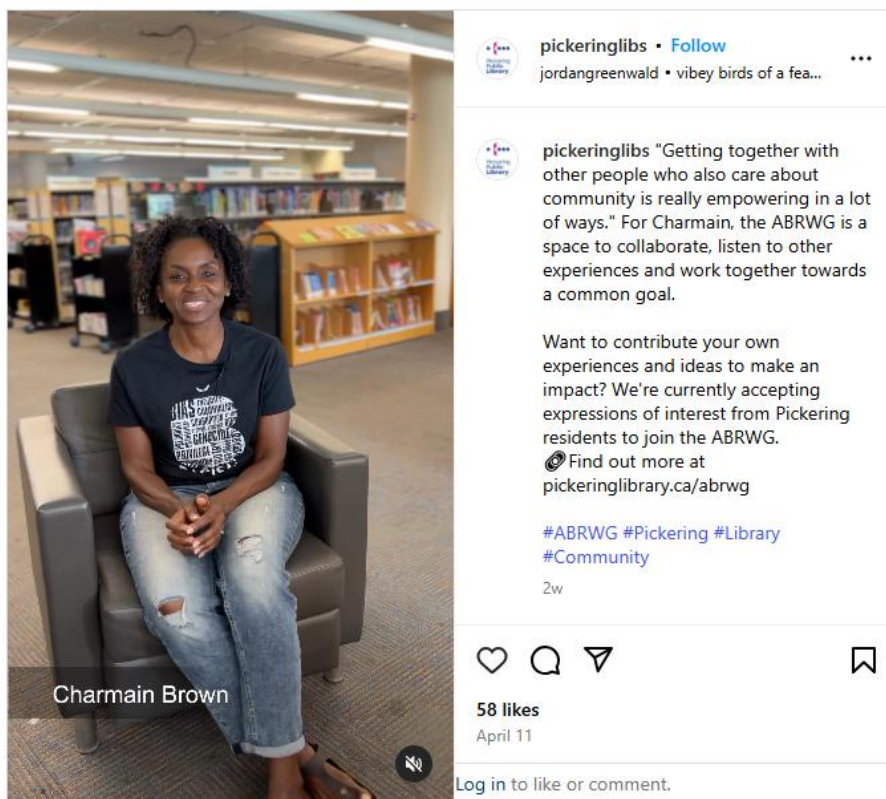 pickeringlibs • Follow
jordangreenwald • vibey birds of a fea...
pickeringlibs "Getting together with
other people who also care about
community is really empowering in a lot
of ways." For Charmain, the ABRWG is a
space to collaborate, listen to other
experiences and work together towards
a common goal.
Want to contribute your own
experiences and ideas to make an
impact? We're currently accepting
expressions of interest from Pickering
residents to join the ABRWG.
Find out more at
pickeringlibrary.ca/abrwg
#ABRWG #Pickering #Library
#Community
2w
58 likes
April 11
Log in to like or comment.
BIAS
GENOCIDE
PRIVILEGE
Charmain Brown